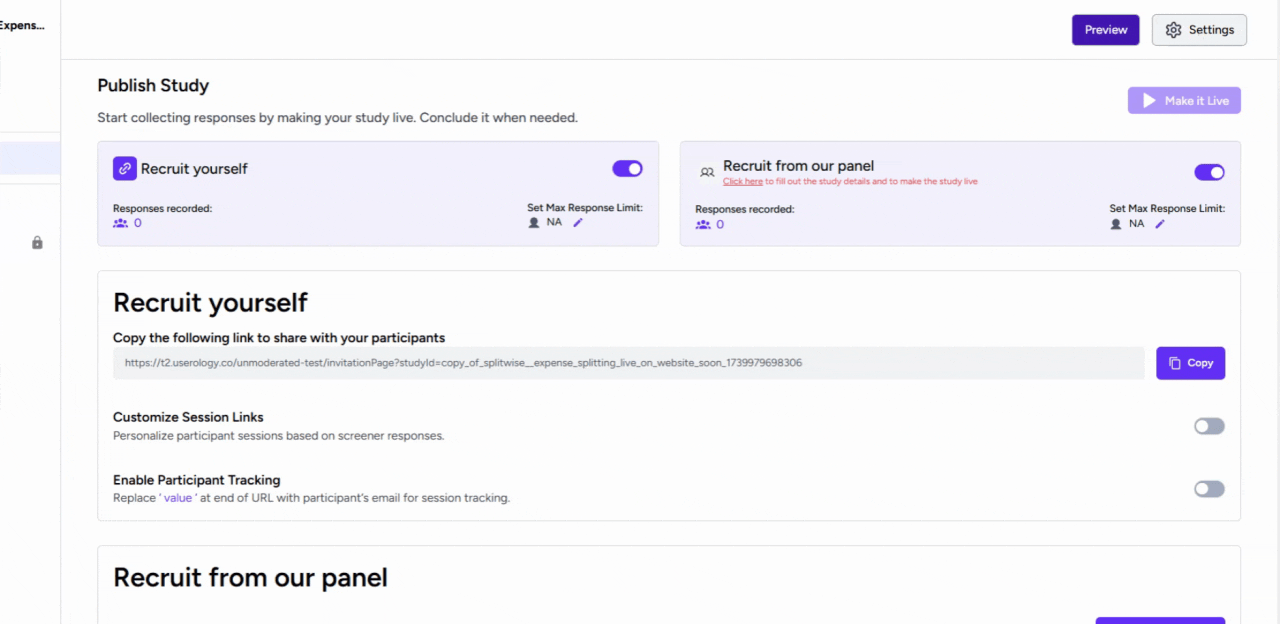 Expens...
Preview
Settings
Publish Study
Start collecting responses by making your study live. Conclude it when needed.
Make it Live
Recruit yourself
Responses recorded:
0
Set Max Response Limit:
NA
Recruit from our panel
Click here to fill out the study details and to make the study live
Responses recorded:
0
Set Max Response Limit:
NA
Recruit yourself
Copy the following link to share with your participants
https://t2.userology.co/unmoderated-test/invitationPage?studyId=copy_of_splitwise__expense_splitting_live_on_website_soon_1739979698306
Copy
Customize Session Links
Personalize participant sessions based on screener responses.
Enable Participant Tracking
Replace ' value ' at end of URL with participant's email for session tracking.
Recruit from our panel